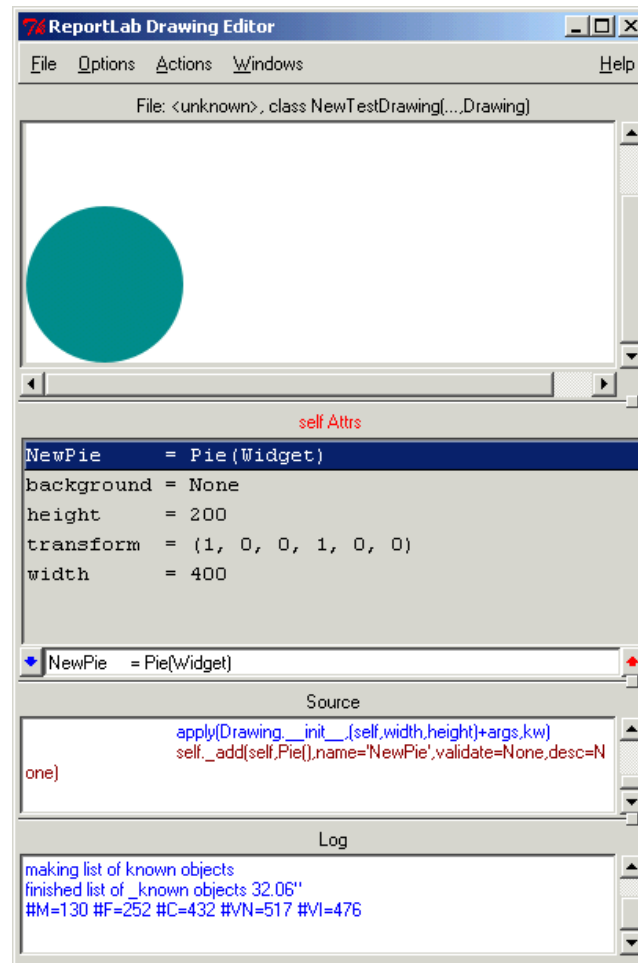 ReportLab Drawing Editor
File Options Actions Windows Help
File: <unknown>, class NewTestDrawing(...,Drawing)
self Attrs
NewPie = Pie(Widget)
background = None
height = 200
transform = (1, 0, 0, 1, 0, 0)
width = 400
NewPie = Pie(Widget)
Source
apply(Drawing.__init__,(self,width,height)+args,kw)
self._add(self,Pie(),name='NewPie',validate=None,desc=N
one)
Log
making list of known objects
finished list of _known objects 32.06''
#M=130 #F=252 #C=432 #VN=517 #VI=476